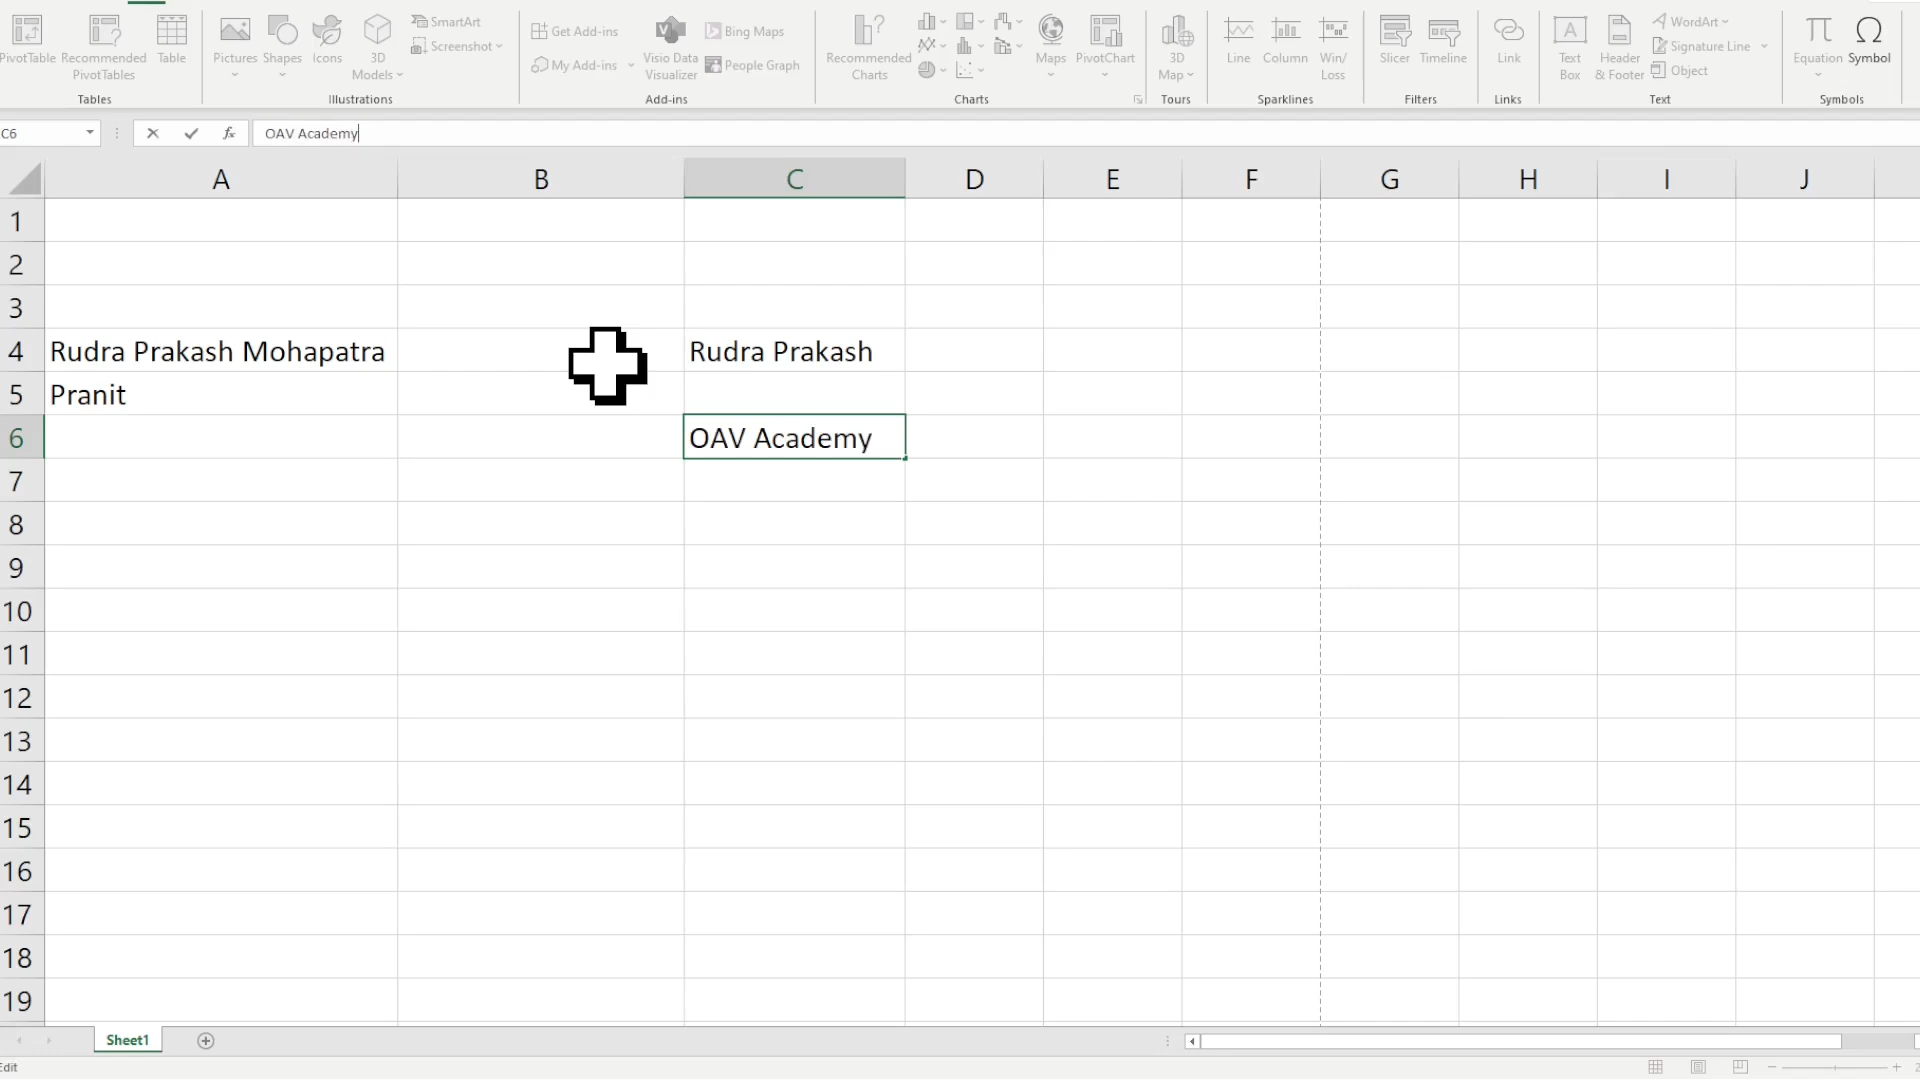 PivotTable Recommended PivotTables Table
Tables
Pictures Shapes Icons 3D Models
SmartArt
Screenshot
Illustrations
Get Add-ins
My Add-ins
Visio Data Visualizer
Bing Maps
People Graph
Add-ins
Recommended Charts
Maps PivotChart
Charts
3D Map
Tours
Line Column Win/ Loss
Sparklines
Slicer Timeline
Filters
Link
Links
Text Box
Header & Footer
WordArt
Signature Line
Object
Text
Equation Symbol
Symbols
C6 fx OAV Academy
A B C D E F G H I J
1
2
3
4 Rudra Prakash Mohapatra Rudra Prakash
5 Pranit
6 OAV Academy
7
8
9
10
11
12
13
14
15
16
17
18
19
Sheet1